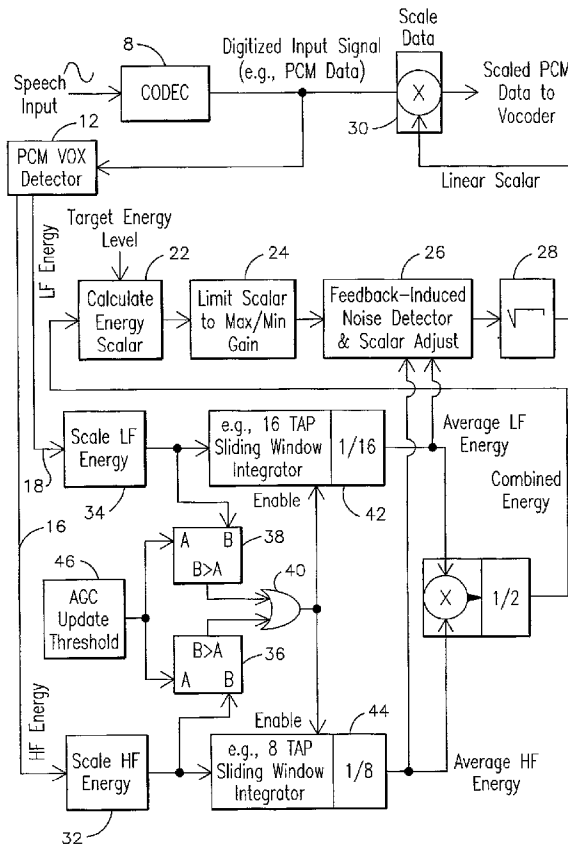 8
Speech
Input
CODEC
Digitized Input Signal
(e.g., PCM Data)
Scale
Data
X
30
Scaled PCM
Data to
Vocoder
Linear Scalar
12
PCM VOX
Detector
LF Energy
Target Energy
Level
22
Calculate
Energy
Scalar
24
Limit Scalar
to Max/Min
Gain
26
Feedback-Induced
Noise Detector
& Scalar Adjust
28
√
18
Scale LF
Energy
34
e.g., 16 TAP
Sliding Window
Integrator
1/16
42
Enable
Average LF
Energy
Combined
Energy
16
A
B
B>A
38
46
AGC
Update
Threshold
40
B>A
A
B
36
X
1/2
HF Energy
Scale HF
Energy
32
Enable
44
e.g., 8 TAP
Sliding Window
Integrator
1/8
Average HF
Energy